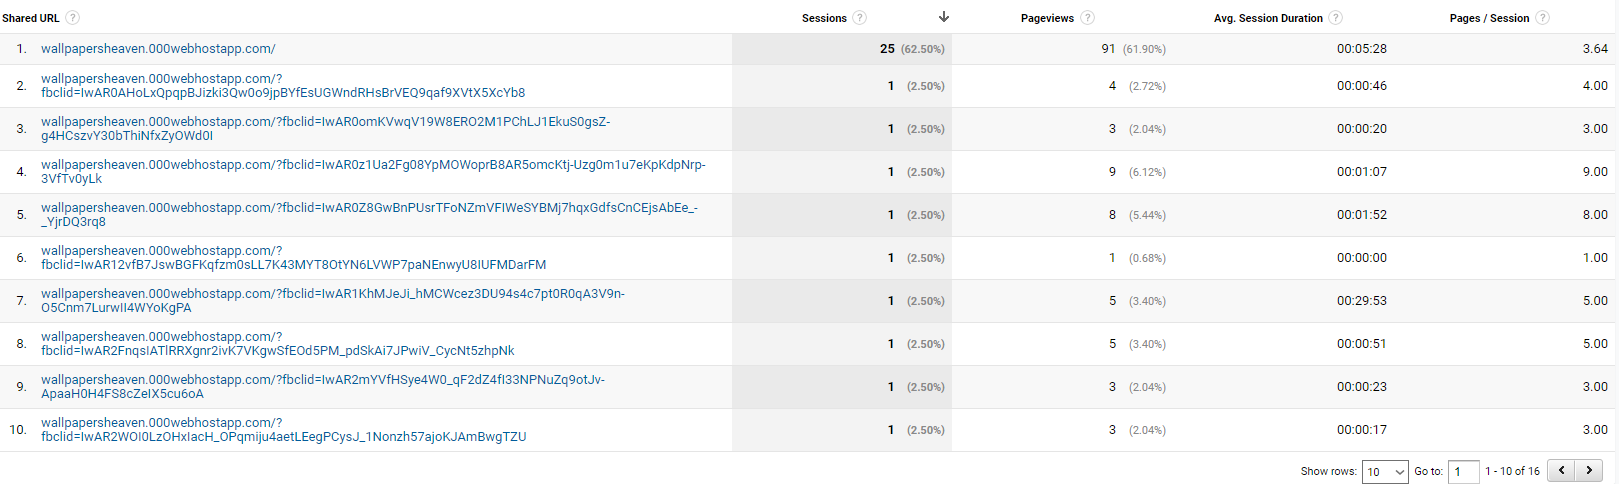 Shared URL ? Sessions ? Pageviews ? Avg. Session Duration ? Pages / Session ?
1. wallpapersheaven.000webhostapp.com/ 25 (62.50%) 91 (61.90%) 00:05:28 3.64
2. wallpapersheaven.000webhostapp.com/?
fbclid=IwAR0AHoLxQpqpBJizki3Qw0o9jpBYfEsUGWndRHsBrVEQ9qaf9XVtX5XcYb8 1 (2.50%) 4 (2.72%) 00:00:46 4.00
3. wallpapersheaven.000webhostapp.com/?fbclid=IwAR0omKVwqV19W8ERO2M1PChLJ1EkuS0gsZ-
g4HCszvY30bThiNfxZyOWd0I 1 (2.50%) 3 (2.04%) 00:00:20 3.00
4. wallpapersheaven.000webhostapp.com/?fbclid=IwAR0z1Ua2Fg08YpMOWoprB8AR5omcKtj-Uzg0m1u7eKpKdpNrp-
3VfTv0yLk 1 (2.50%) 9 (6.12%) 00:01:07 9.00
5. wallpapersheaven.000webhostapp.com/?fbclid=IwAR0Z8GwBnPUsrTFoNZmVFIWeSYBMj7hqxGdfsCnCEjsAbEe_-
_YjrDQ3rq8 1 (2.50%) 8 (5.44%) 00:01:52 8.00
6. wallpapersheaven.000webhostapp.com/?
fbclid=IwAR12vfB7JswBGFKqfzm0sLL7K43MYT8OtYN6LVWP7paNEnwyU8IUFMDarFM 1 (2.50%) 1 (0.68%) 00:00:00 1.00
7. wallpapersheaven.000webhostapp.com/?fbclid=IwAR1KhMJeJi_hMCWcez3DU94s4c7pt0R0qA3V9n-
O5Cnm7LurwII4WYoKgPA 1 (2.50%) 5 (3.40%) 00:29:53 5.00
8. wallpapersheaven.000webhostapp.com/?
fbclid=IwAR2FnqsIATlRRXgnr2ivK7VKgwSfEOd5PM_pdSkAi7JPwiV_CycNt5zhpNk 1 (2.50%) 5 (3.40%) 00:00:51 5.00
9. wallpapersheaven.000webhostapp.com/?fbclid=IwAR2mYVfHSye4W0_qF2dZ4fI33NPNuZq9otJv-
ApaaH0H4FS8cZeIX5cu6oA 1 (2.50%) 3 (2.04%) 00:00:23 3.00
10. wallpapersheaven.000webhostapp.com/?
fbclid=IwAR2WOI0LzOHxIacH_OPqmiju4aetLEegPCysJ_1Nonzh57ajoKJAmBwgTZU 1 (2.50%) 3 (2.04%) 00:00:17 3.00
Show rows: 10 Go to: 1 1 - 10 of 16